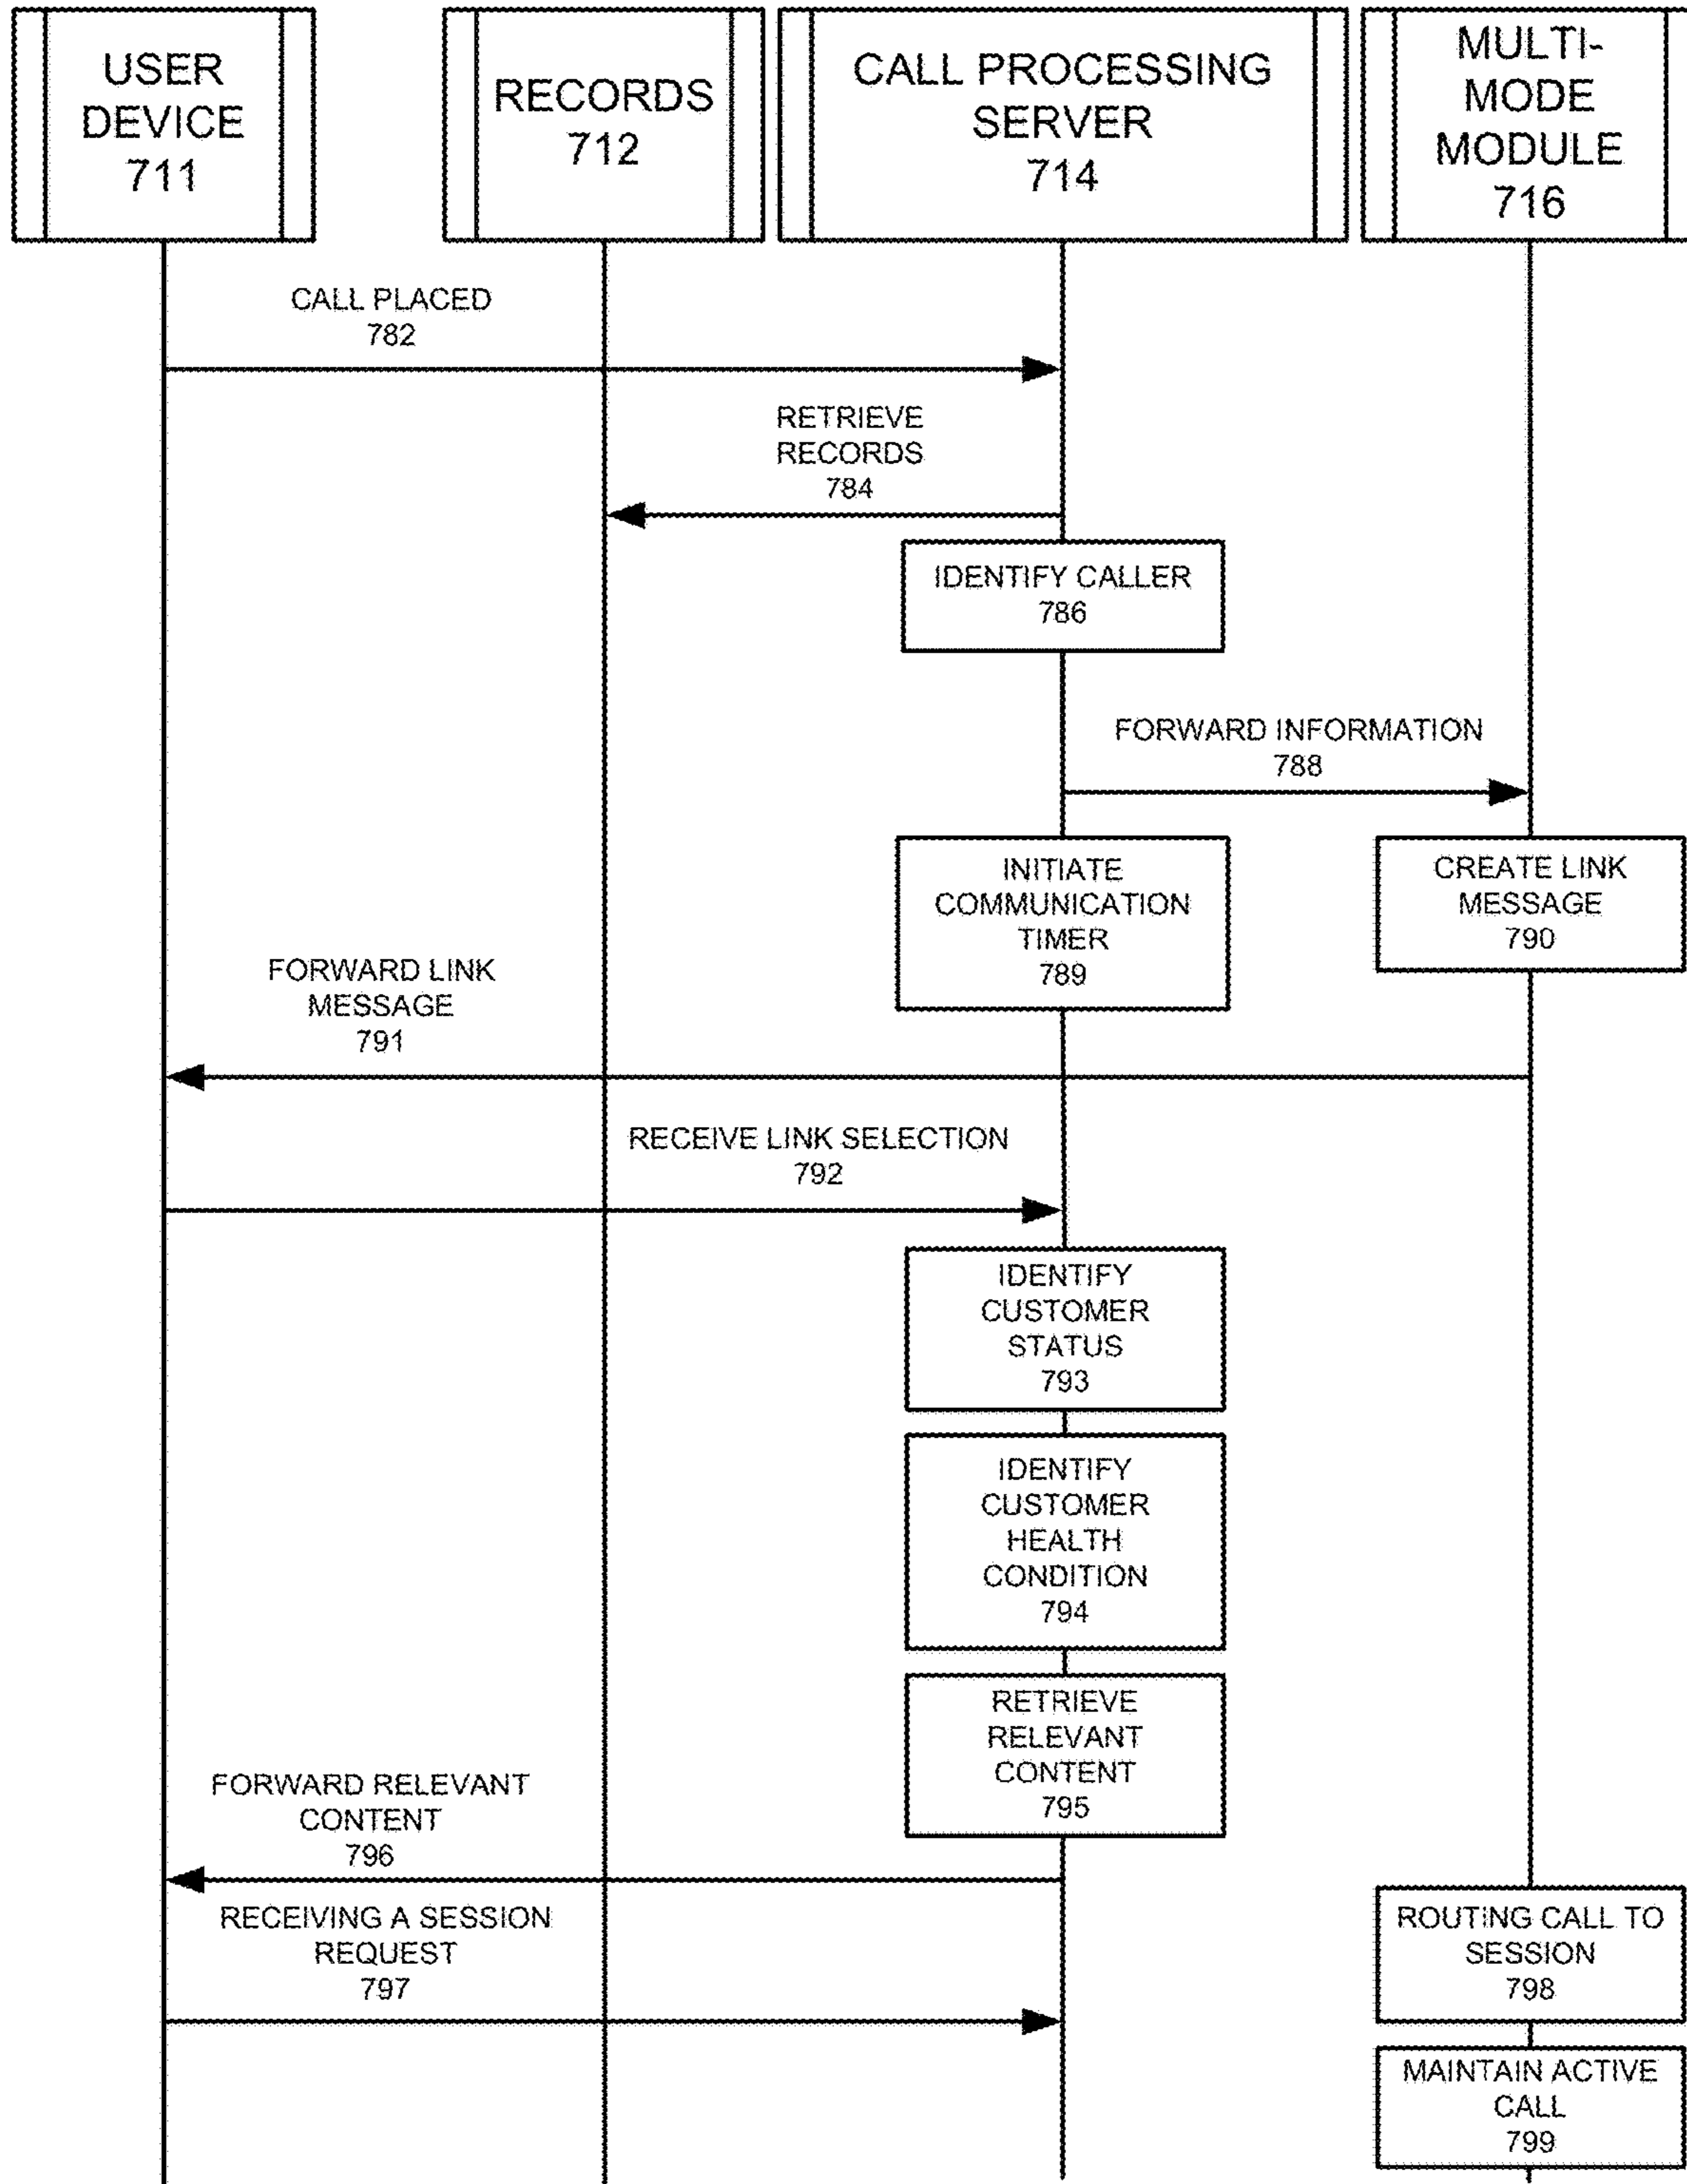 USER
DEVICE
711
RECORDS
712
CALL PROCESSING
SERVER
714
MULTI-
MODE
MODULE
716
CALL PLACED
782
RETRIEVE
RECORDS
784
IDENTIFY CALLER
786
FORWARD INFORMATION
788
INITIATE
COMMUNICATION
TIMER
789
CREATE LINK
MESSAGE
790
FORWARD LINK
MESSAGE
791
RECEIVE LINK SELECTION
792
IDENTIFY
CUSTOMER
STATUS
793
IDENTIFY
CUSTOMER
HEALTH
CONDITION
794
RETRIEVE
RELEVANT
CONTENT
795
FORWARD RELEVANT
CONTENT
796
RECEIVING A SESSION
REQUEST
797
ROUTING CALL TO
SESSION
798
MAINTAIN ACTIVE
CALL
799